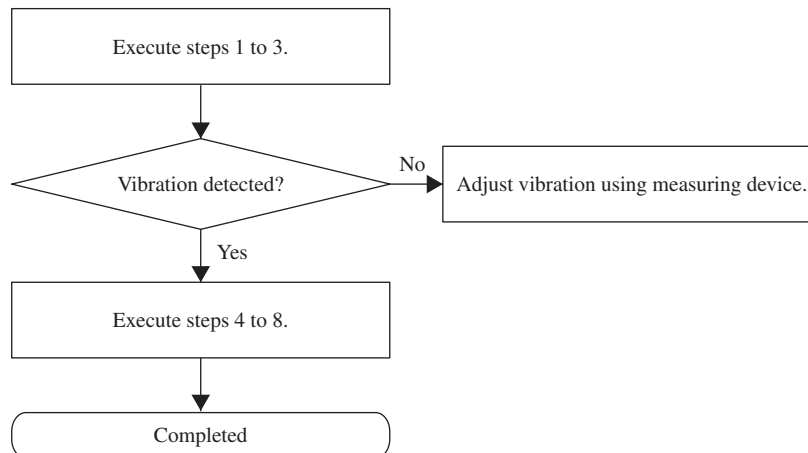 Execute steps 1 to 3.
Vibration detected?
No
Adjust vibration using measuring device.
Yes
Execute steps 4 to 8.
Completed